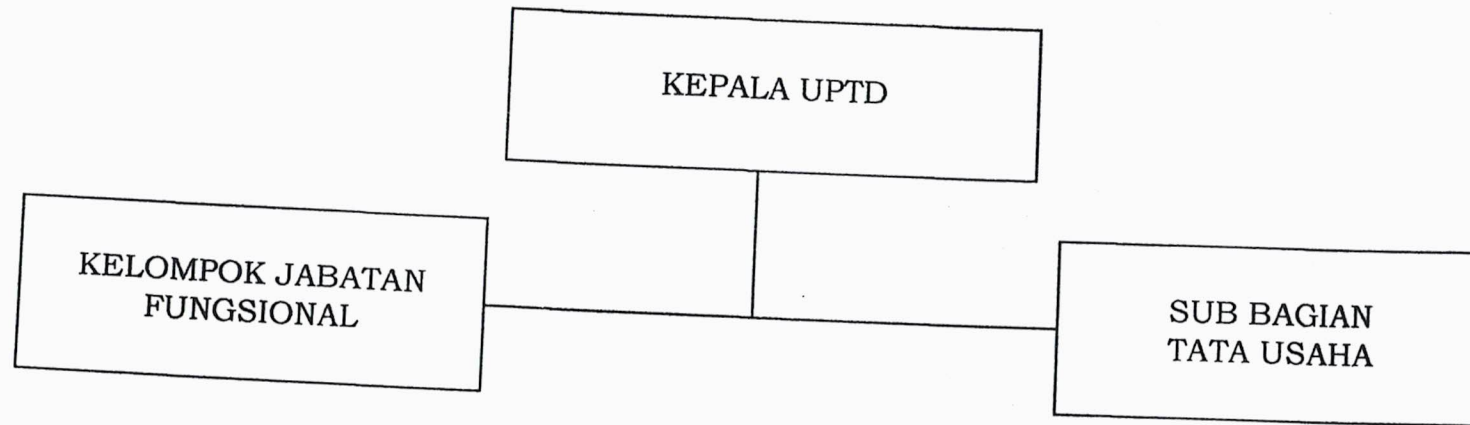 KEPALA UPTD
KELOMPOK JABATAN
FUNGSIONAL
SUB BAGIAN
TATA USAHA